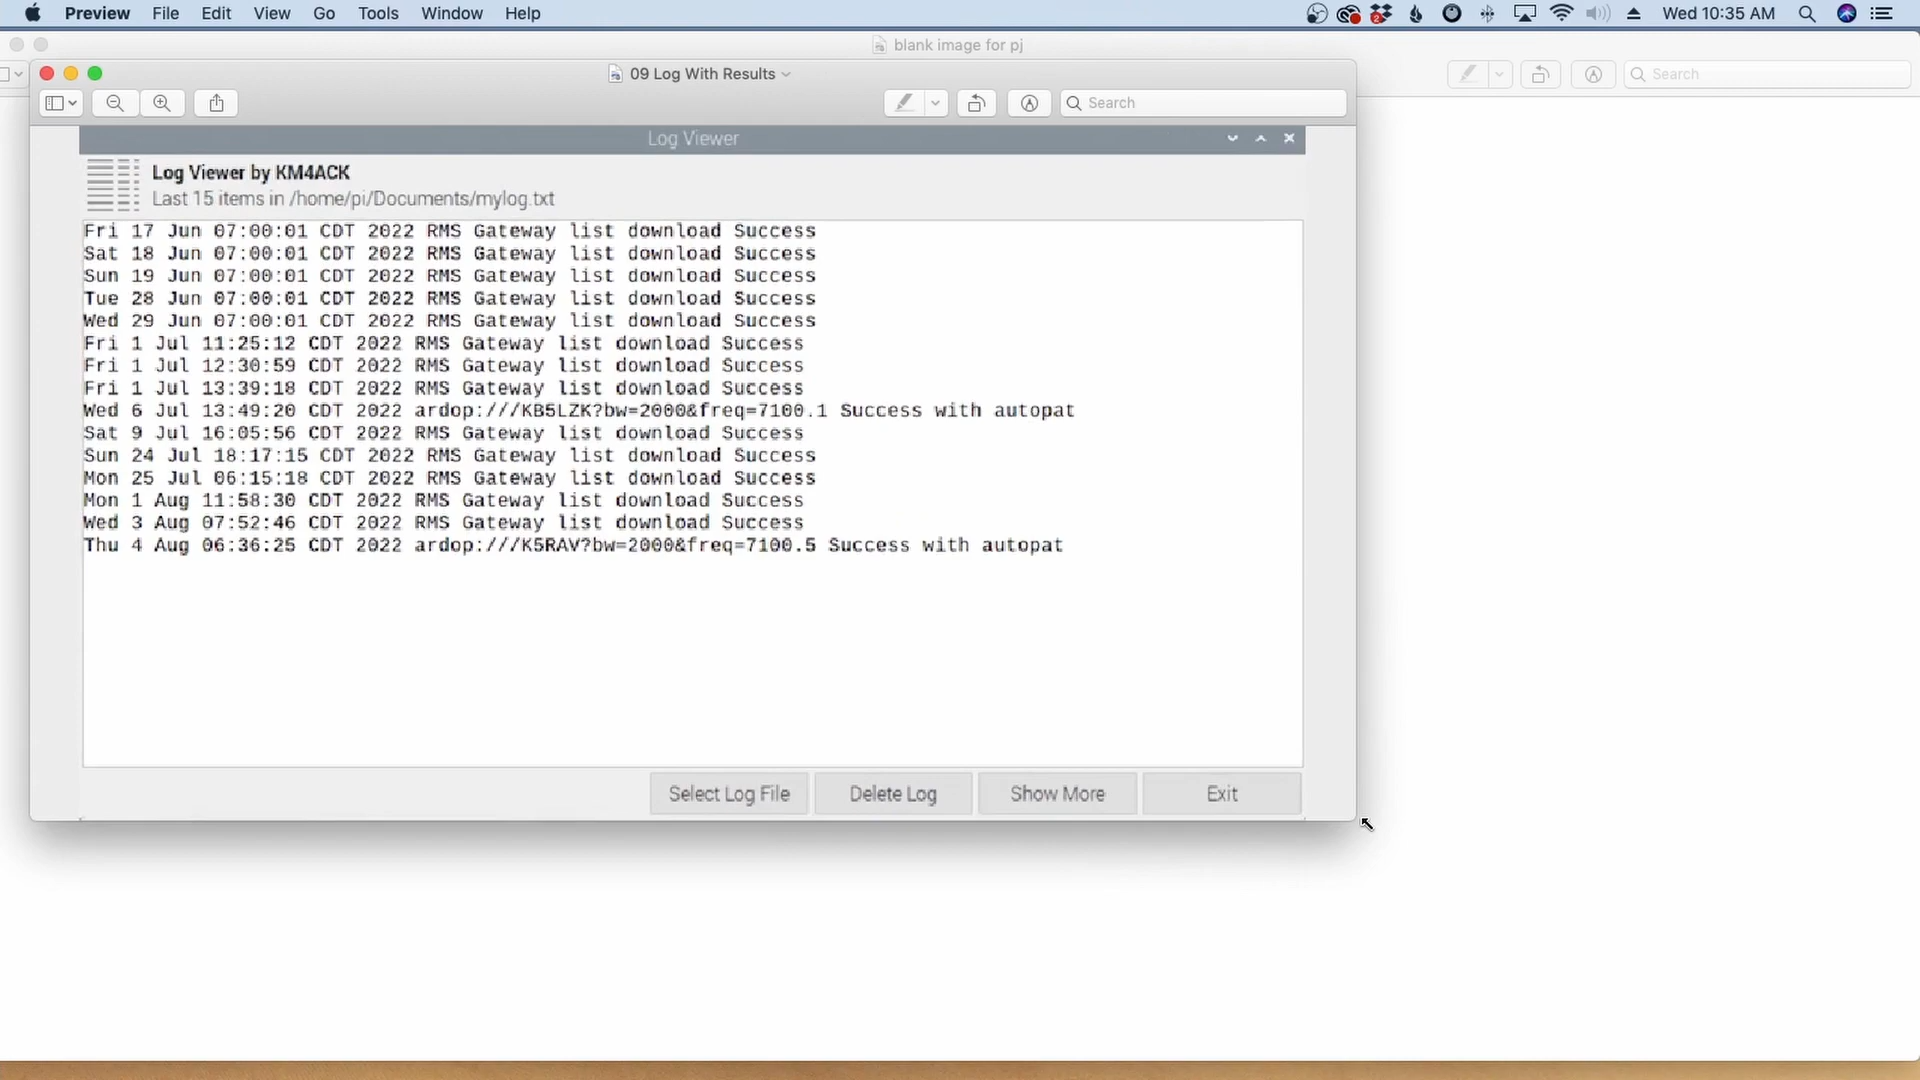 Preview File Edit View Go Tools Window Help
2
Wed 10:35 AM
blank image for pj
Search
09 Log With Results
Search
Log Viewer
Log Viewer by KM4ACK
Last 15 items in /home/pi/Documents/mylog.txt
Fri 17 Jun 07:00:01 CDT 2022 RMS Gateway list download Success
Sat 18 Jun 07:00:01 CDT 2022 RMS Gateway list download Success
Sun 19 Jun 07:00:01 CDT 2022 RMS Gateway list download Success
Tue 28 Jun 07:00:01 CDT 2022 RMS Gateway list download Success
Wed 29 Jun 07:00:01 CDT 2022 RMS Gateway list download Success
Fri 1 Jul 11:25:12 CDT 2022 RMS Gateway list download Success
Fri 1 Jul 12:30:59 CDT 2022 RMS Gateway list download Success
Fri 1 Jul 13:39:18 CDT 2022 RMS Gateway list download Success
Wed 6 Jul 13:49:20 CDT 2022 ardop:///KB5LZK?bw=2000&freq=7100.1 Success with autopat
Sat 9 Jul 16:05:56 CDT 2022 RMS Gateway list download Success
Sun 24 Jul 18:17:15 CDT 2022 RMS Gateway list download Success
Mon 25 Jul 06:15:18 CDT 2022 RMS Gateway list download Success
Mon 1 Aug 11:58:30 CDT 2022 RMS Gateway list download Success
Wed 3 Aug 07:52:46 CDT 2022 RMS Gateway list download Success
Thu 4 Aug 06:36:25 CDT 2022 ardop:///K5RAV?bw=2000&freq=7100.5 Success with autopat
Select Log File Delete Log Show More Exit